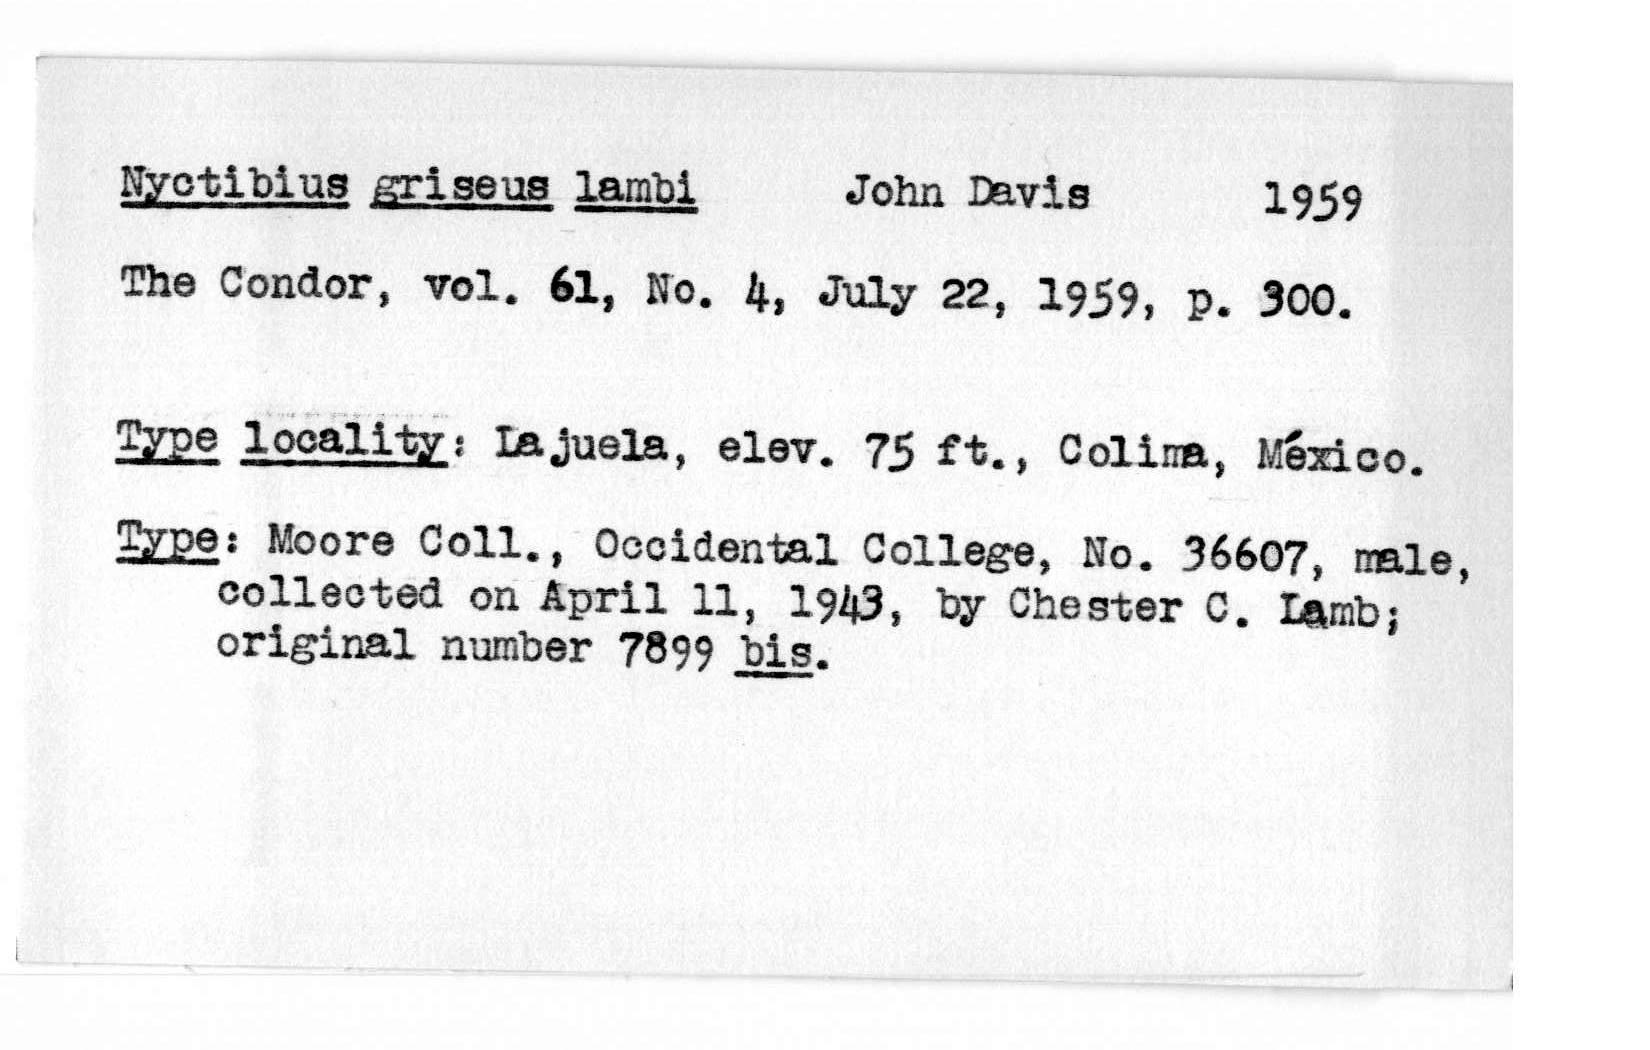 Nyctibius griseus lambi John Davis 1959
The Condor, vol. 61, No. 4, July 22, 1959, p. 300.
Type locality: Lajuela, elev. 75 ft., Colima, México.
Type: Moore Coll., Occidental College, No. 36607, male,
collected on April 11, 1943, by Chester C. Lamb;
original number 7899 bis.